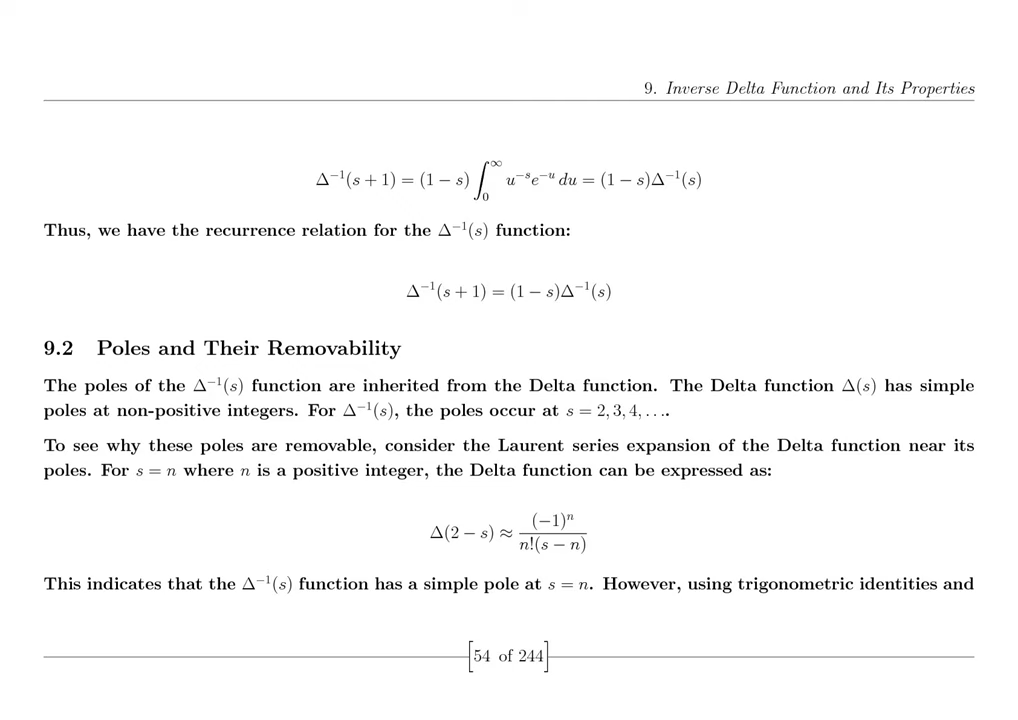 9. Inverse Delta Function and Its Properties
Δ⁻¹(s + 1) = (1 − s) ∫₀^∞ u⁻ˢe⁻ᵘ du = (1 − s)Δ⁻¹(s)
Thus, we have the recurrence relation for the Δ⁻¹(s) function:
Δ⁻¹(s + 1) = (1 − s)Δ⁻¹(s)
9.2 Poles and Their Removability
The poles of the Δ⁻¹(s) function are inherited from the Delta function. The Delta function Δ(s) has simple
poles at non-positive integers. For Δ⁻¹(s), the poles occur at s = 2, 3, 4, . . ..
To see why these poles are removable, consider the Laurent series expansion of the Delta function near its
poles. For s = n where n is a positive integer, the Delta function can be expressed as:
Δ(2 − s) ≈ (−1)ⁿ / n!(s − n)
This indicates that the Δ⁻¹(s) function has a simple pole at s = n. However, using trigonometric identities and
[54 of 244]